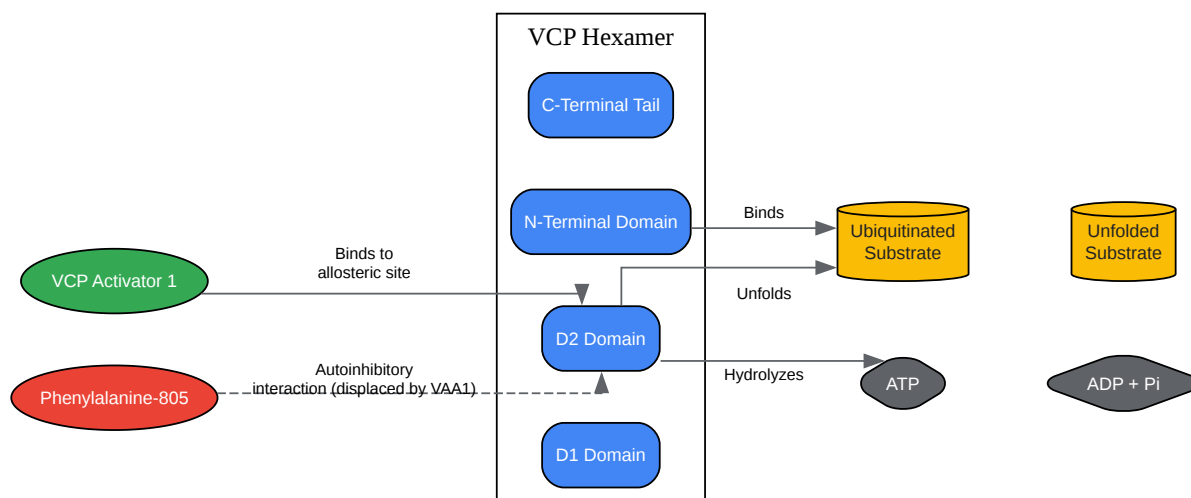 VCP Hexamer
C-Terminal Tail
N-Terminal Domain
Binds
Ubiquitinated
Substrate
Unfolded
Substrate
VCP Activator 1
Binds to
allosteric site
Unfolds
D2 Domain
Hydrolyzes
ATP
ADP + Pi
Phenylalanine-805
Autoinhibitory
interaction (displaced by VAA1)
D1 Domain